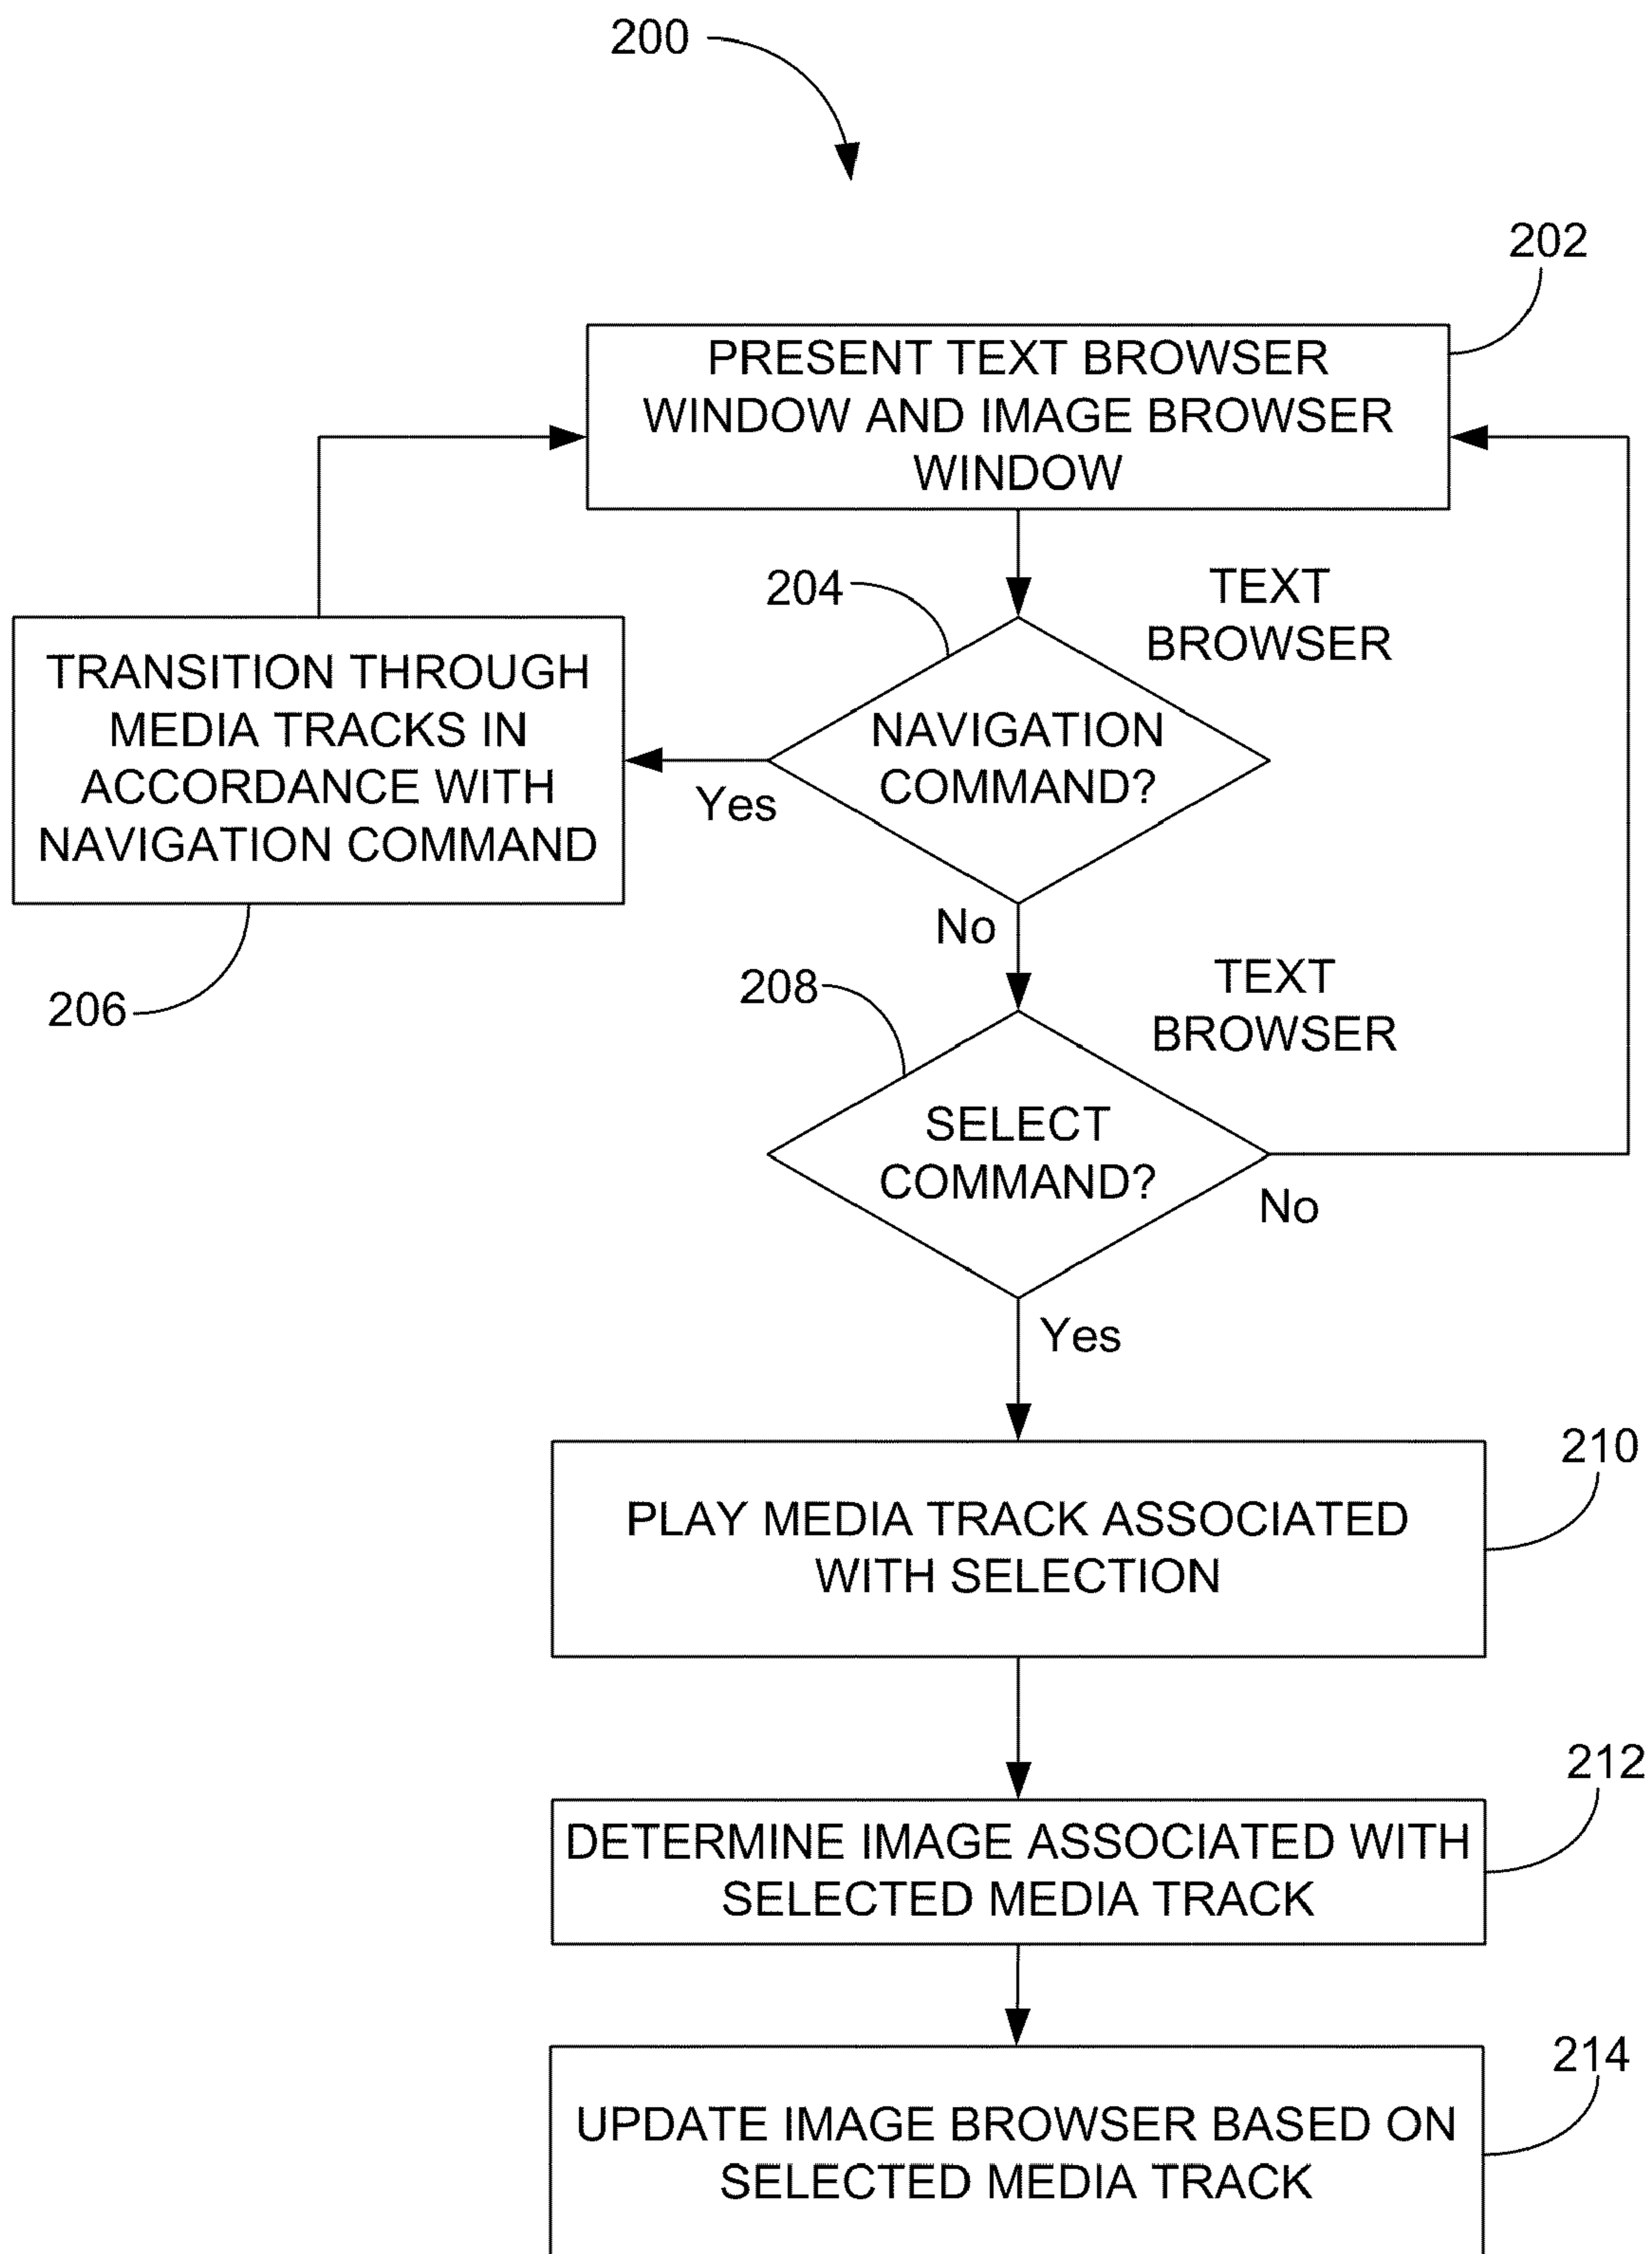 200
202
PRESENT TEXT BROWSER
WINDOW AND IMAGE BROWSER
WINDOW
204
TEXT
BROWSER
NAVIGATION
COMMAND?
Yes
TRANSITION THROUGH
MEDIA TRACKS IN
ACCORDANCE WITH
NAVIGATION COMMAND
206
No
208
TEXT
BROWSER
SELECT
COMMAND?
No
Yes
210
PLAY MEDIA TRACK ASSOCIATED
WITH SELECTION
212
DETERMINE IMAGE ASSOCIATED WITH
SELECTED MEDIA TRACK
214
UPDATE IMAGE BROWSER BASED ON
SELECTED MEDIA TRACK